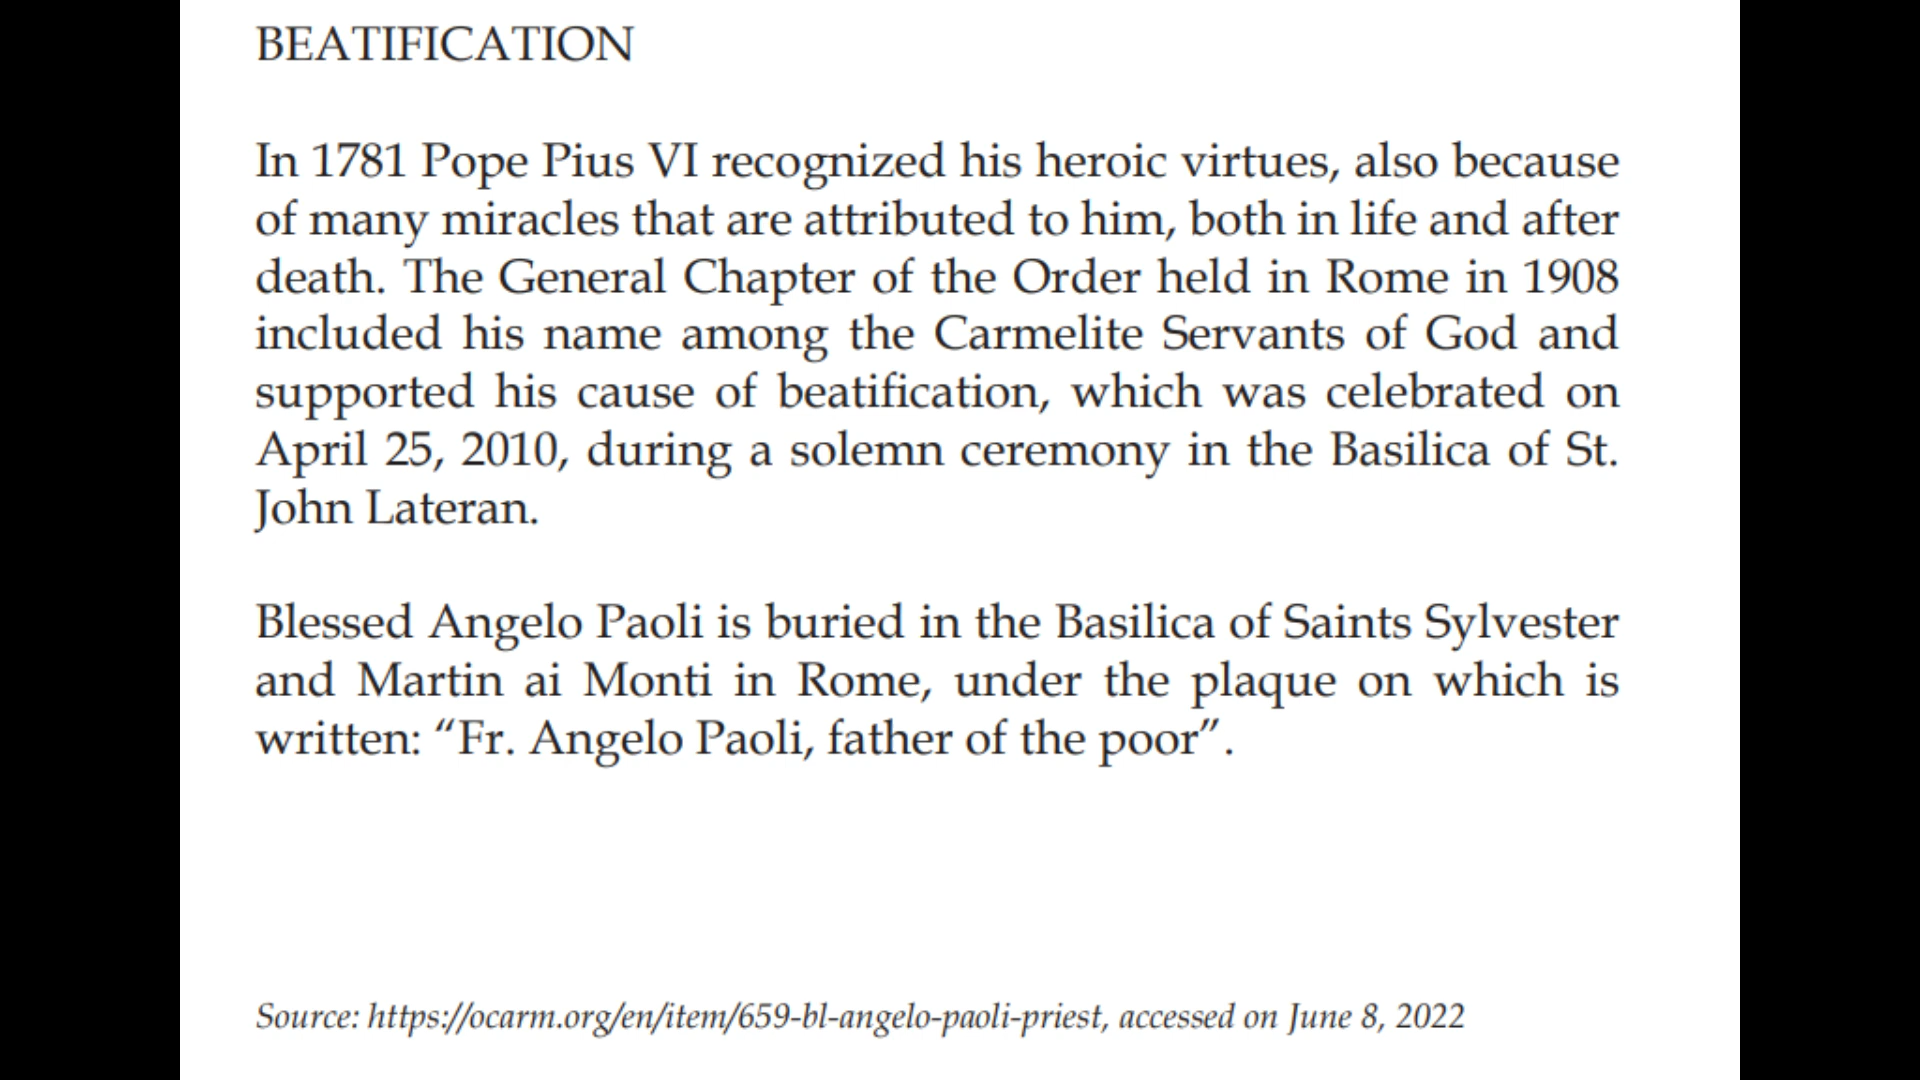 BEATIFICATION
In 1781 Pope Pius VI recognized his heroic virtues, also because
of many miracles that are attributed to him, both in life and after
death. The General Chapter of the Order held in Rome in 1908
included his name among the Carmelite Servants of God and
supported his cause of beatification, which was celebrated on
April 25, 2010, during a solemn ceremony in the Basilica of St.
John Lateran.
Blessed Angelo Paoli is buried in the Basilica of Saints Sylvester
and Martin ai Monti in Rome, under the plaque on which is
written: “Fr. Angelo Paoli, father of the poor”.
Source: https://ocarm.org/en/item/659-bl-angelo-paoli-priest, accessed on June 8, 2022